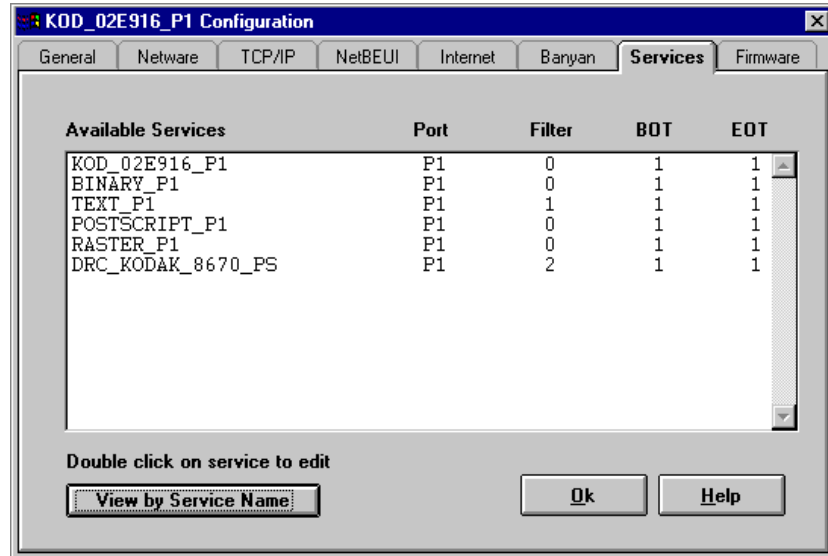 KOD_02E916_P1 Configuration
General Netware TCP/IP NetBEUI Internet Banyan Services Firmware
Available Services Port Filter BOT EOT
KOD_02E916_P1 P1 0 1 1
BINARY_P1 P1 0 1 1
TEXT_P1 P1 1 1 1
POSTSCRIPT_P1 P1 0 1 1
RASTER_P1 P1 0 1 1
DRC_KODAK_8670_PS P1 2 1 1
Double click on service to edit
View by Service Name Ok Help